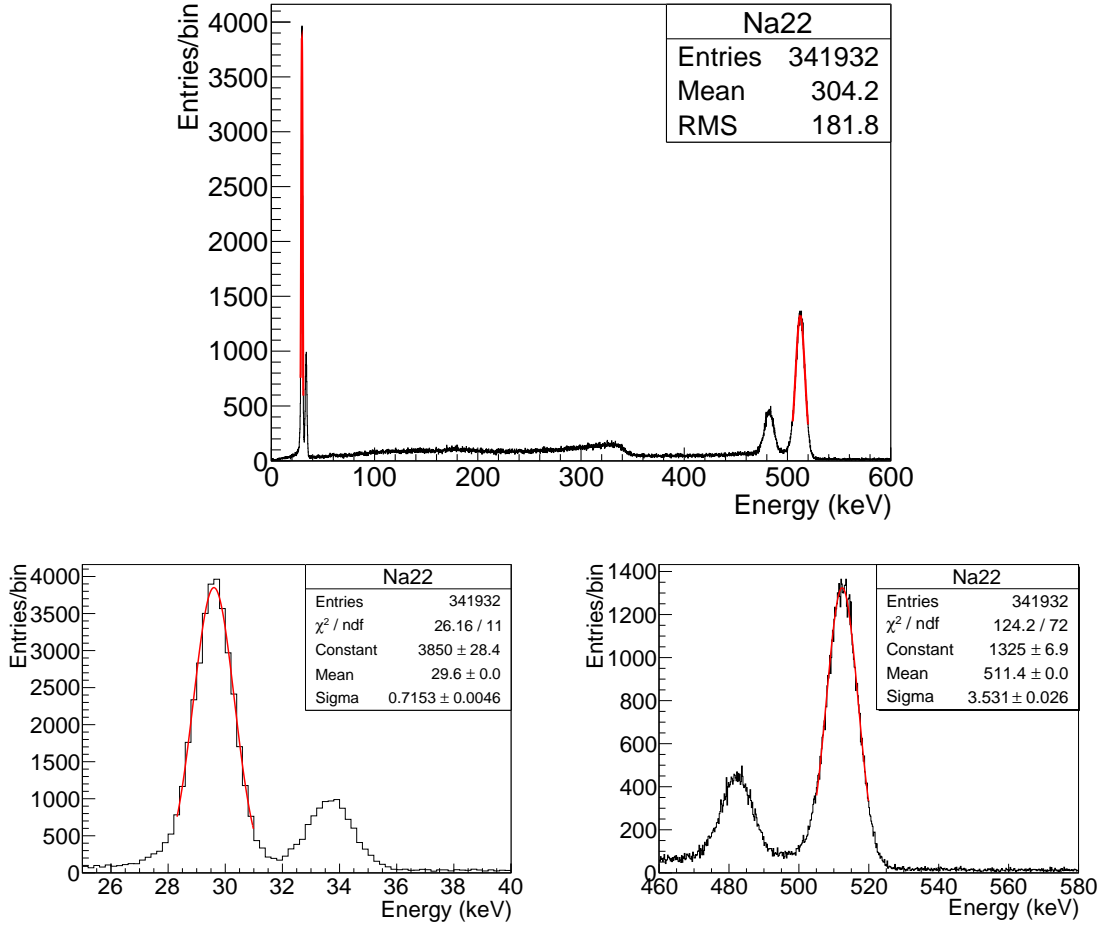 Na22
Entries 341932
Mean 304.2
RMS 181.8
Entries/bin
4000
3500
3000
2500
2000
1500
1000
500
0
0 100 200 300 400 500 600
Energy (keV)
Na22
Entries 341932
χ² / ndf 26.16 / 11
Constant 3850 ± 28.4
Mean 29.6 ± 0.0
Sigma 0.7153 ± 0.0046
Entries/bin
4000
3500
3000
2500
2000
1500
1000
500
0
26 28 30 32 34 36 38 40
Energy (keV)
Na22
Entries 341932
χ² / ndf 124.2 / 72
Constant 1325 ± 6.9
Mean 511.4 ± 0.0
Sigma 3.531 ± 0.026
Entries/bin
1400
1200
1000
800
600
400
200
0
460 480 500 520 540 560 580
Energy (keV)